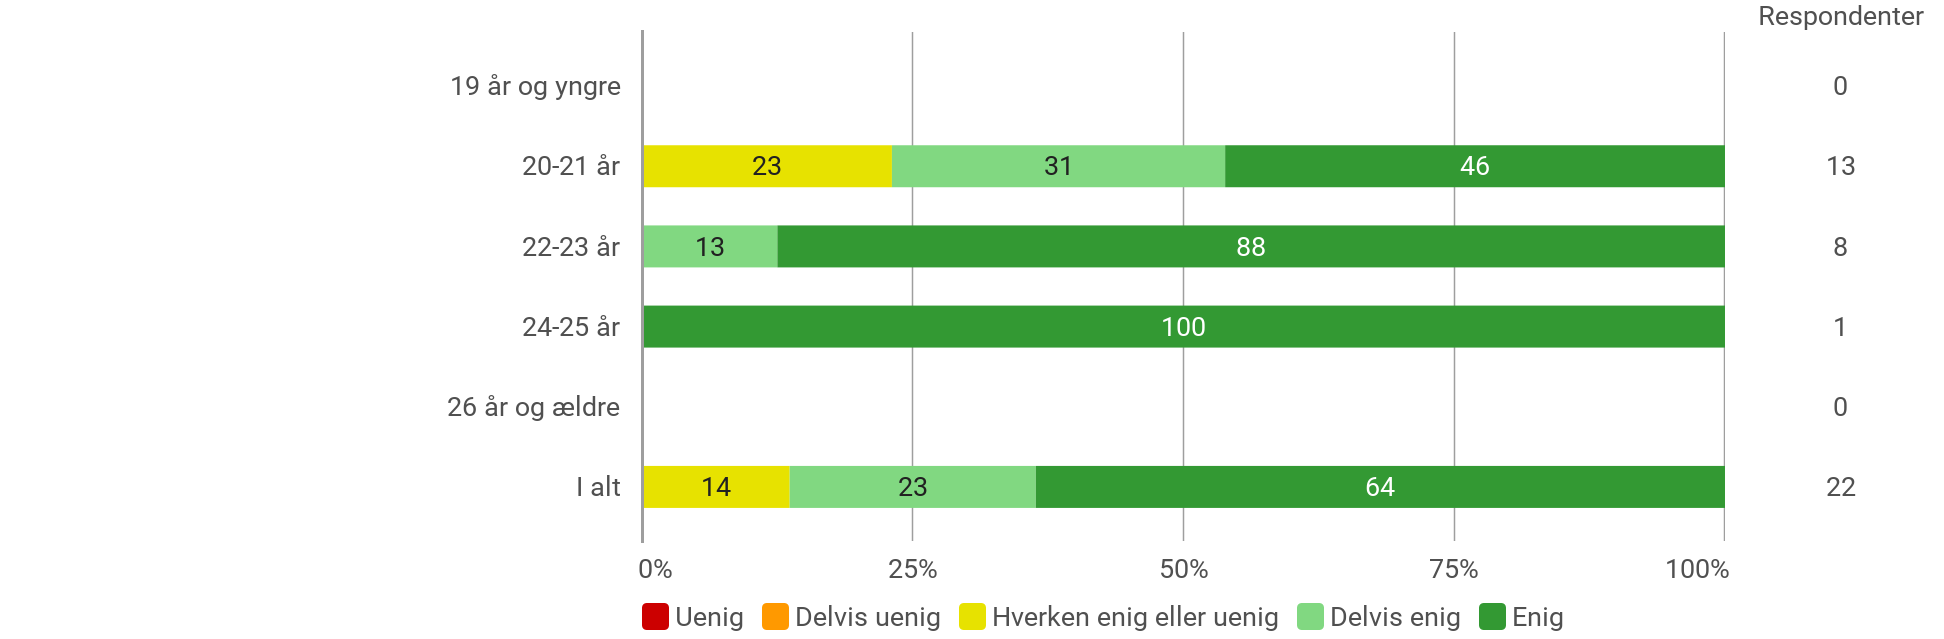 Respondenter
19 år og yngre 0
20-21 år 23 31 46 13
22-23 år 13 88 8
24-25 år 100 1
26 år og ældre 0
I alt 14 23 64 22
0% 25% 50% 75% 100%
Uenig Delvis uenig Hverken enig eller uenig Delvis enig Enig